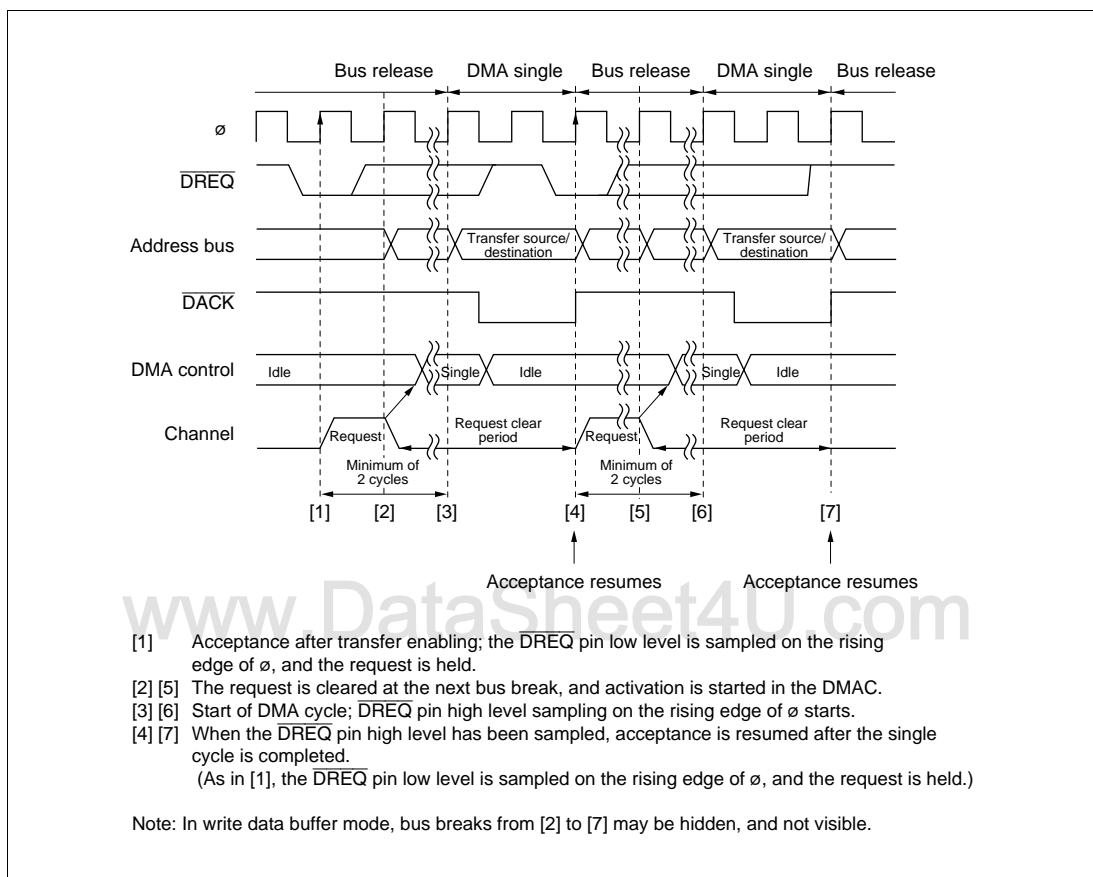 Bus release DMA single Bus release DMA single Bus release
ø
DREQ
Address bus
Transfer source/
destination
Transfer source/
destination
DACK
DMA control
Idle
Single
Idle
Single
Idle
Channel
Request
Request clear
period
Request
Request clear
period
Minimum of
2 cycles
Minimum of
2 cycles
[1] [2] [3] [4] [5] [6] [7]
Acceptance resumes Acceptance resumes
www.DataSheet4U.com
[1] Acceptance after transfer enabling; the DREQ pin low level is sampled on the rising
edge of ø, and the request is held.
[2] [5] The request is cleared at the next bus break, and activation is started in the DMAC.
[3] [6] Start of DMA cycle; DREQ pin high level sampling on the rising edge of ø starts.
[4] [7] When the DREQ pin high level has been sampled, acceptance is resumed after the single
cycle is completed.
(As in [1], the DREQ pin low level is sampled on the rising edge of ø, and the request is held.)
Note: In write data buffer mode, bus breaks from [2] to [7] may be hidden, and not visible.